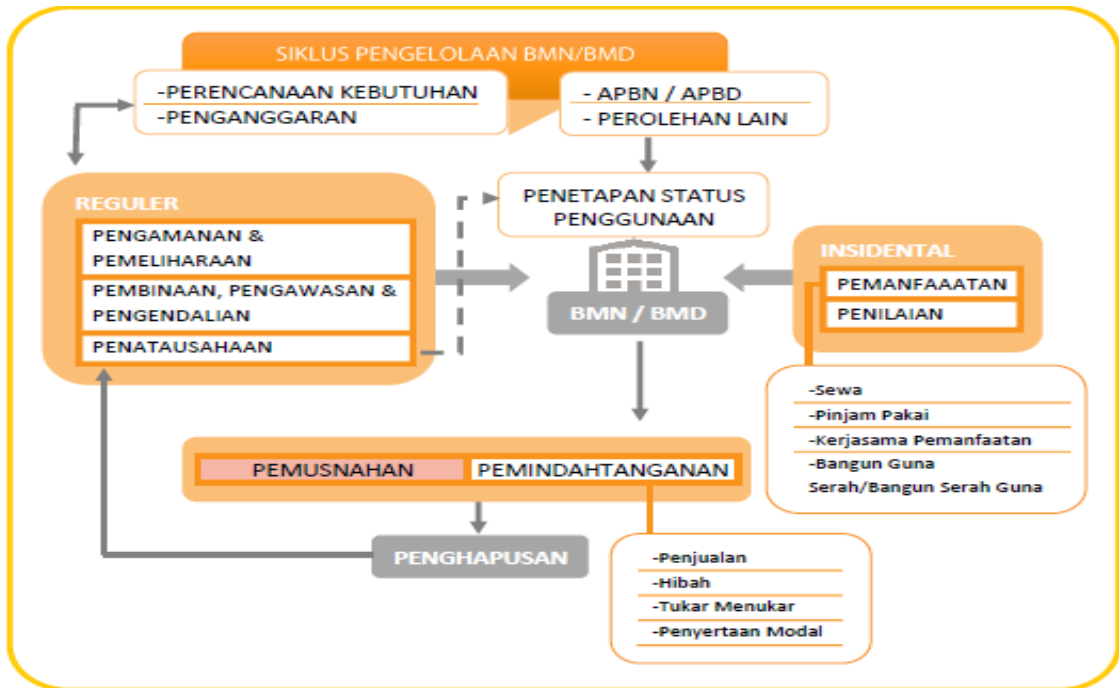 SIKLUS PENGELOLAAN BMN/BMD
-PERENCANAAN KEBUTUHAN
-PENGANGGARAN
- APBN / APBD
- PEROLEHAN LAIN
PENETAPAN STATUS
PENGGUNAAN
REGULER
PENGAMANAN &
PEMELIHARAAN
PEMBINAAN, PENGAWASAN &
PENGENDALIAN
PENATAUSAHAAN
BMN / BMD
INSIDENTAL
PEMANFAAATAN
PENILAIAN
-Sewa
-Pinjam Pakai
-Kerjasama Pemanfaatan
-Bangun Guna
Serah/Bangun Serah Guna
PEMUSNAHAN
PEMINDAHTANGANAN
PENGHAPUSAN
-Penjualan
-Hibah
-Tukar Menukar
-Penyertaan Modal